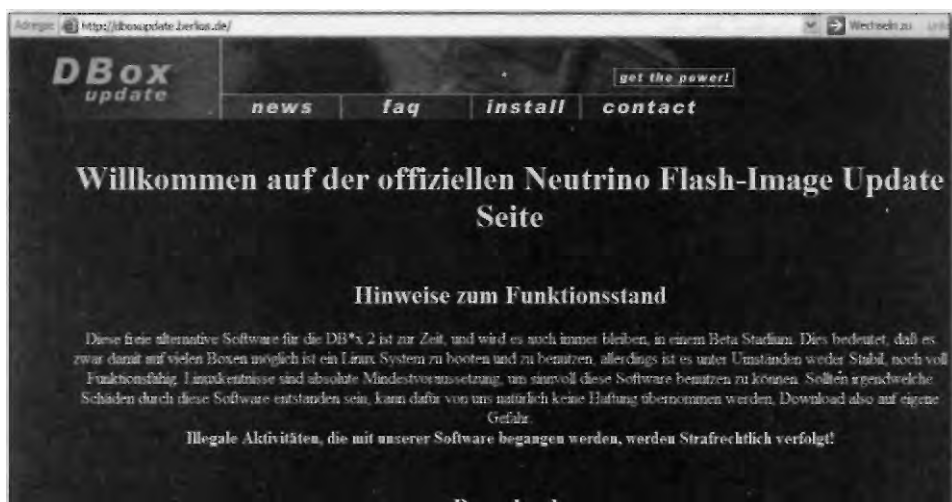 Adresse http://dboxupdate.berlios.de/ Wechseln zu
DBox
update
get the power!
news faq install contact
Willkommen auf der offiziellen Neutrino Flash-Image Update
Seite
Hinweise zum Funktionsstand
Diese freie alternative Software für die DB*x 2 ist zur Zeit, und wird es auch immer bleiben, in einem Beta Stadium. Dies bedeutet, daß es
zwar damit auf vielen Boxen möglich ist ein Linux System zu booten und zu benutzen, allerdings ist es unter Umständen weder Stabil, noch voll
Funktionsfähig. Linuxkentnisse sind absolute Mindestvoraussetzung, um sinnvoll diese Software benutzen zu können. Sollten irgendwelche
Schäden durch diese Software entstanden sein, kann dafür von uns natürlich keine Haftung übernommen werden, Download also auf eigene
Gefahr.
Illegale Aktivitäten, die mit unserer Software begangen werden, werden Strafrechtlich verfolgt!